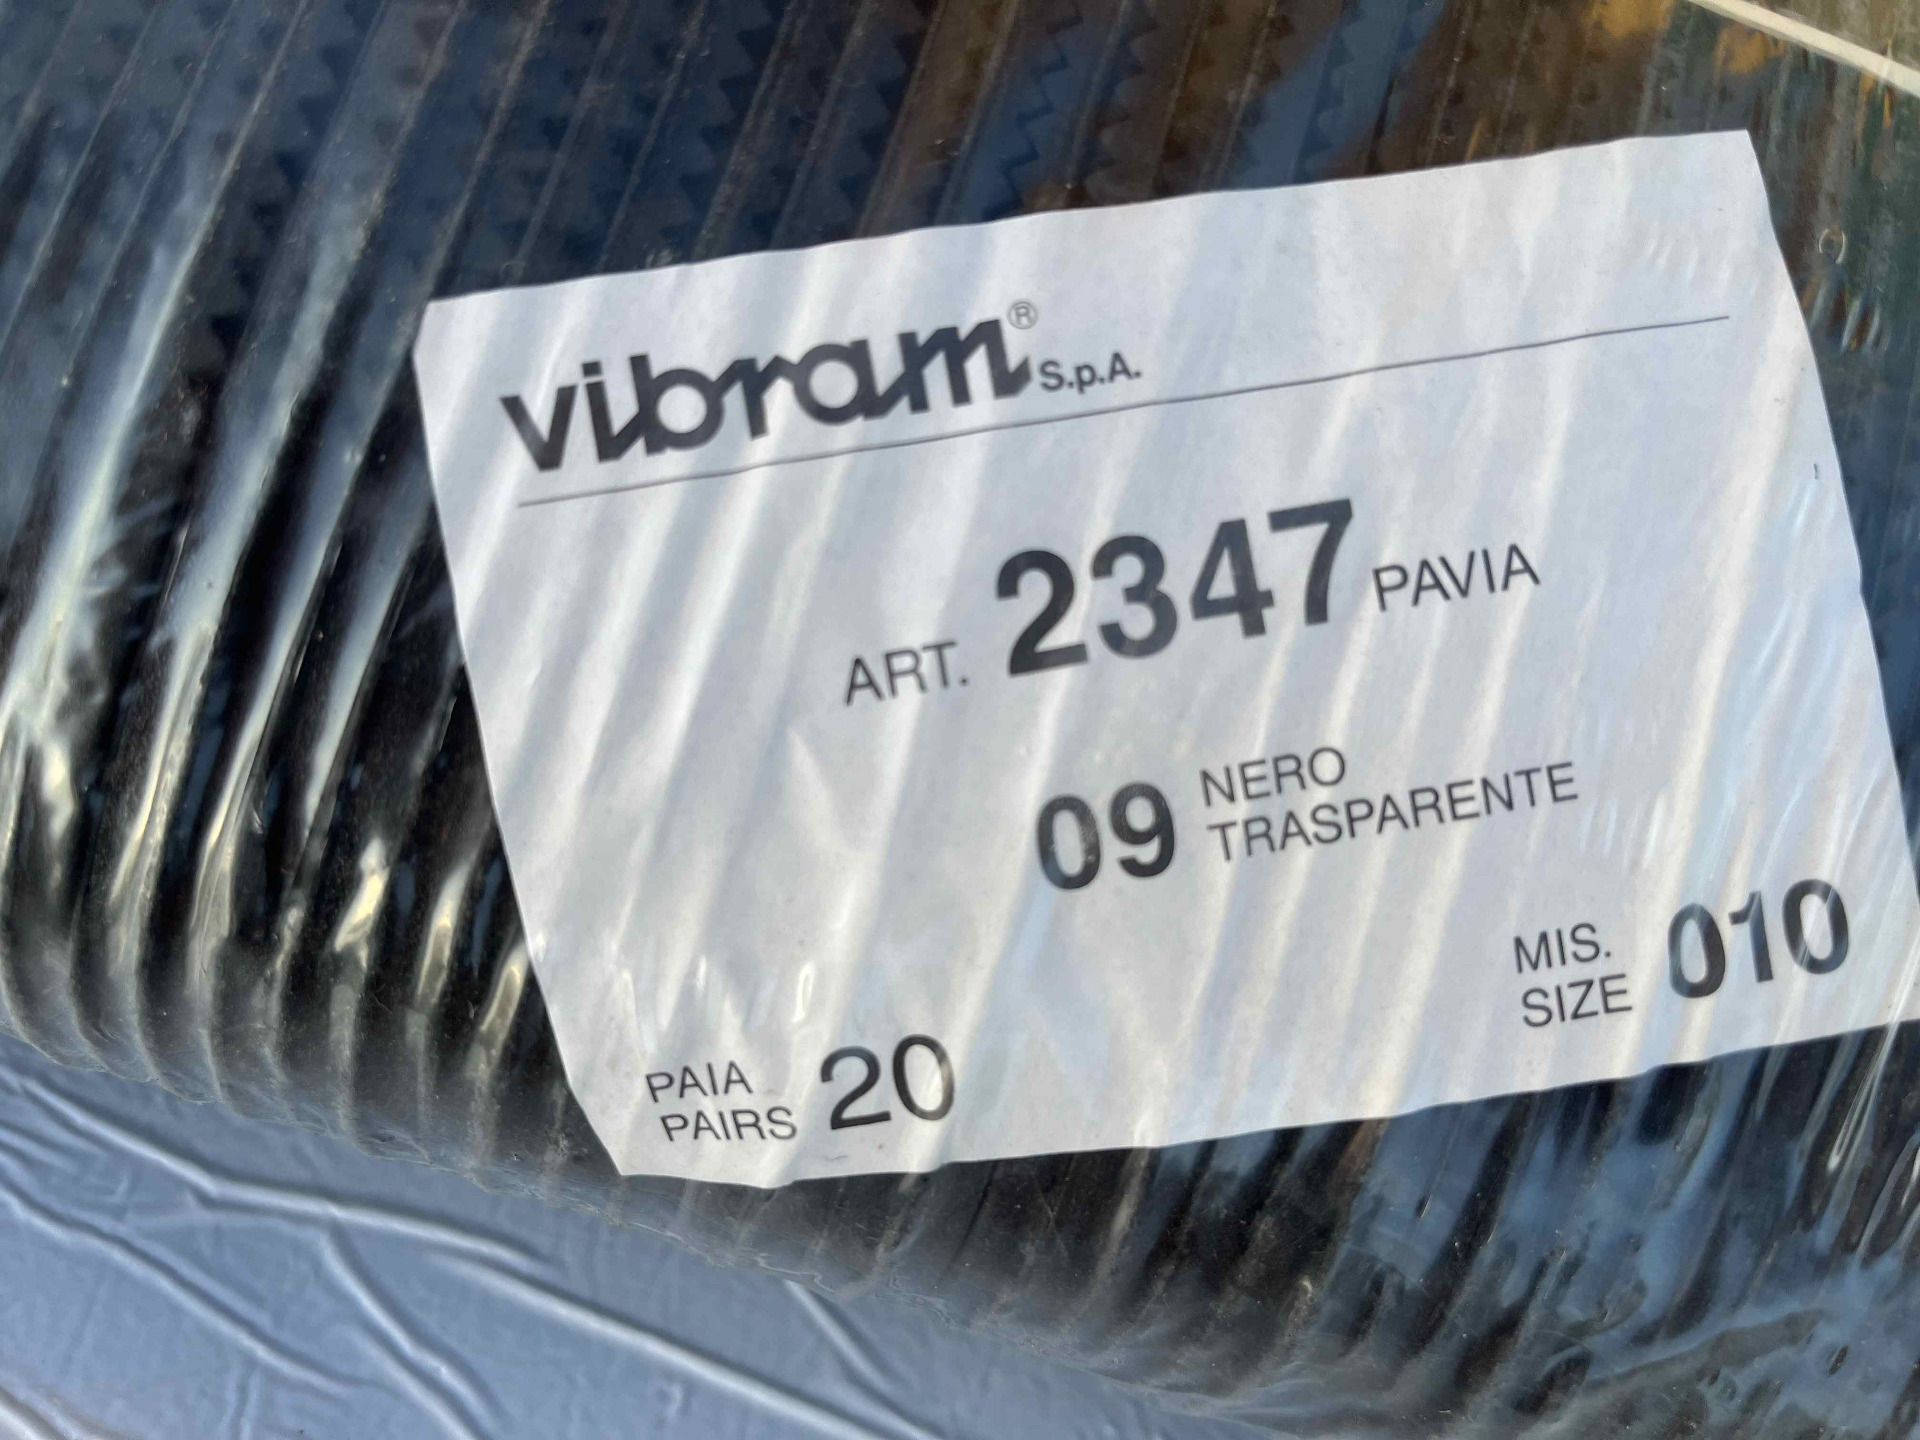 vibram® S.p.A.
ART. 2347 PAVIA
09 NERO
TRASPARENTE
MIS.
SIZE 010
PAIA
PAIRS 20